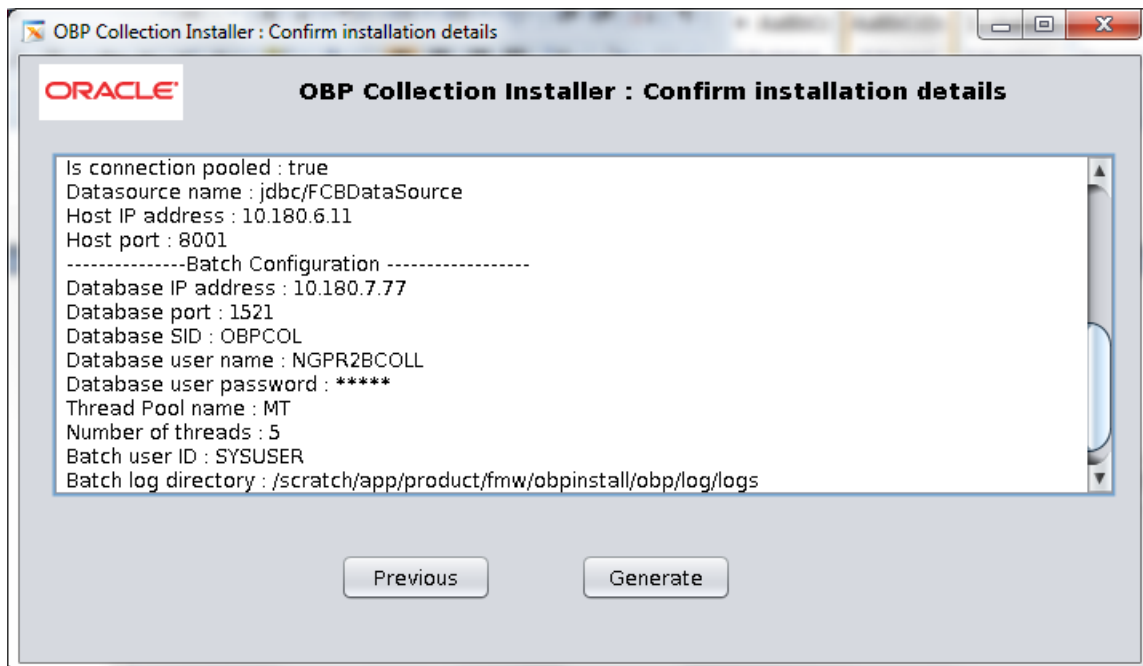 OBP Collection Installer : Confirm installation details
ORACLE®
OBP Collection Installer : Confirm installation details
Is connection pooled : true
Datasource name : jdbc/FCBDataSource
Host IP address : 10.180.6.11
Host port : 8001
---------------Batch Configuration ------------------
Database IP address : 10.180.7.77
Database port : 1521
Database SID : OBPCOL
Database user name : NGPR2BCOLL
Database user password : *****
Thread Pool name : MT
Number of threads : 5
Batch user ID : SYSUSER
Batch log directory : /scratch/app/product/fmw/obpinstall/obp/log/logs
Previous
Generate